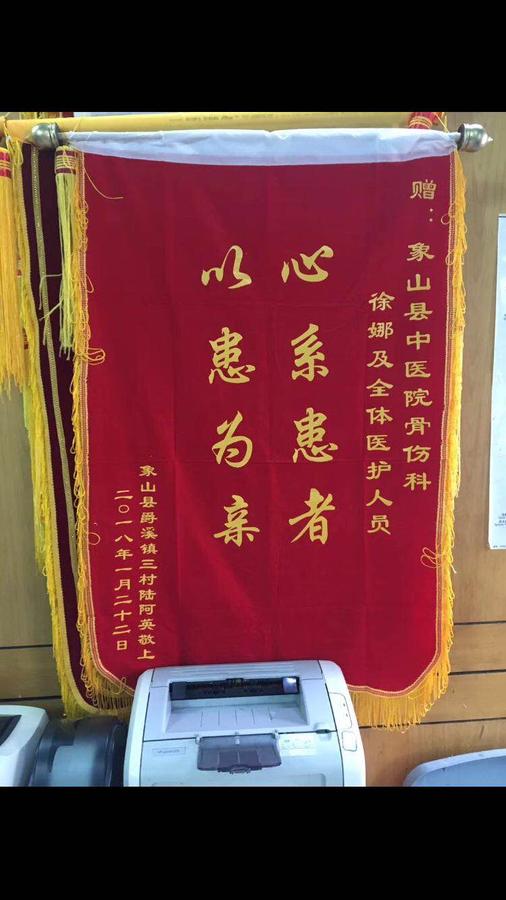 赠：象山县中医院骨伤科
徐娜及全体医护人员
心系患者
以患为亲
象山县爵溪镇三村陆阿英敬上
二〇一八年一月二十二日